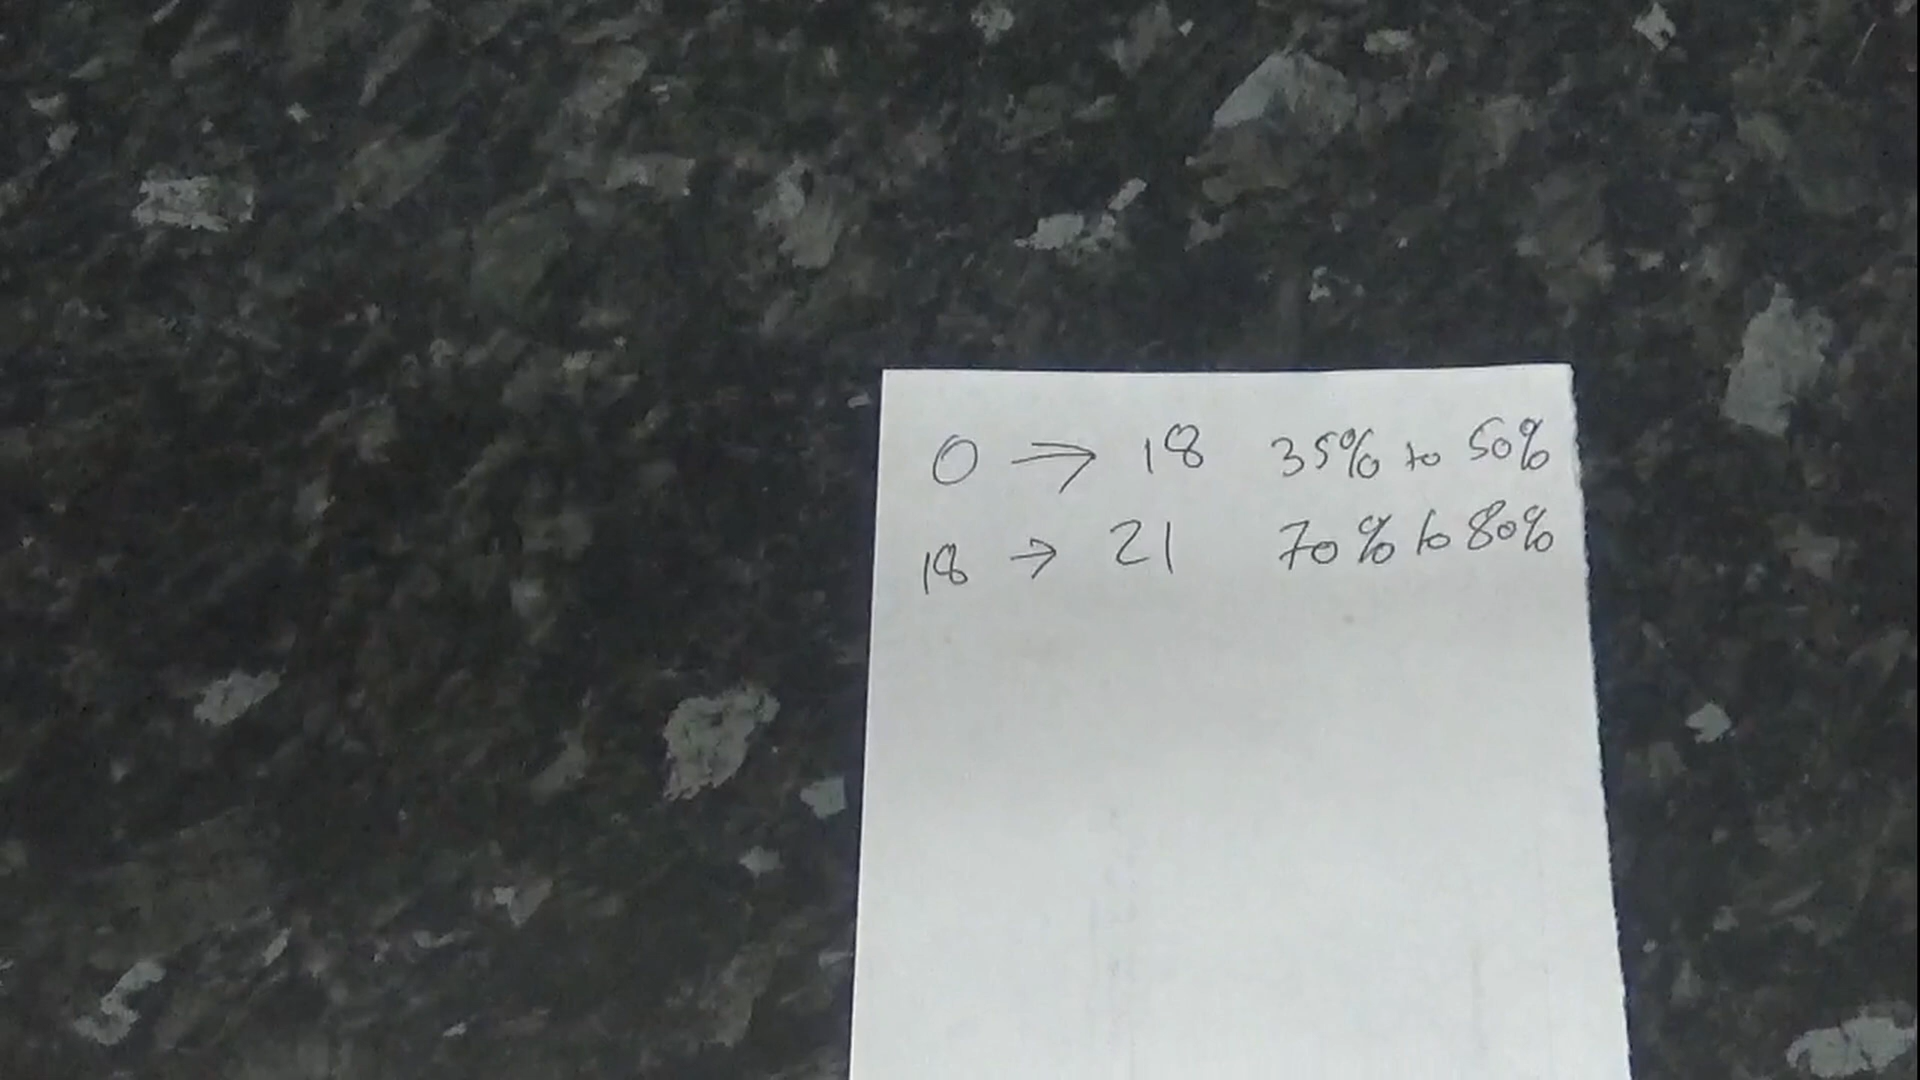 0 → 18 35% to 50%
18 → 21 70% to 80%